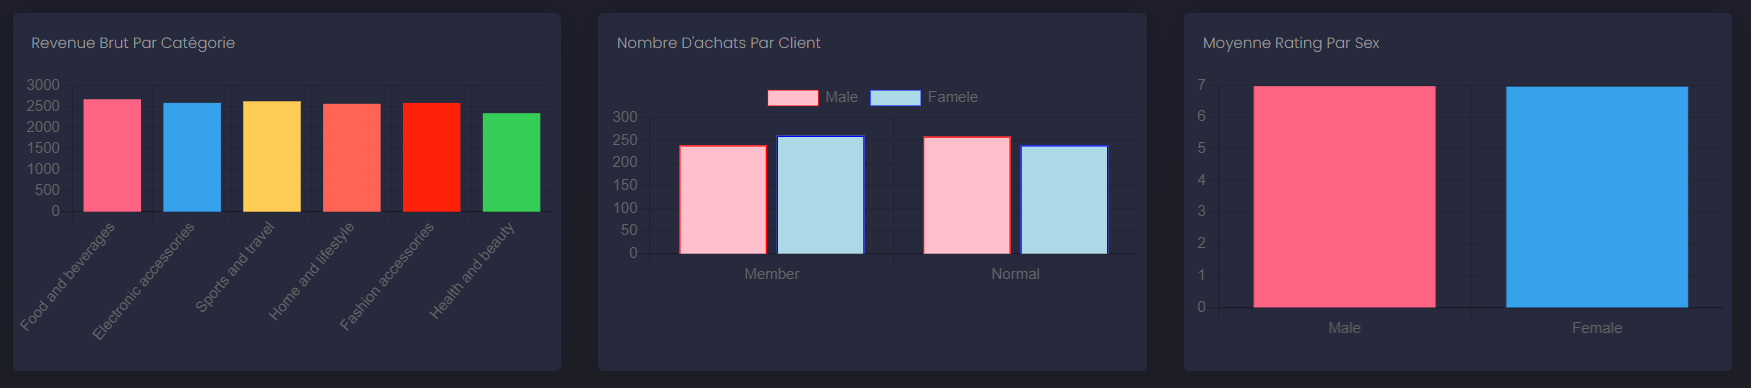 Revenue Brut Par Catégorie
3000
2500
2000
1500
1000
500
0
Food and beverages
Electronic accessories
Sports and travel
Home and lifestyle
Fashion accessories
Health and beauty
Nombre D'achats Par Client
Male Famele
300
250
200
150
100
50
0
Member Normal
Moyenne Rating Par Sex
7
6
5
4
3
2
1
0
Male Female